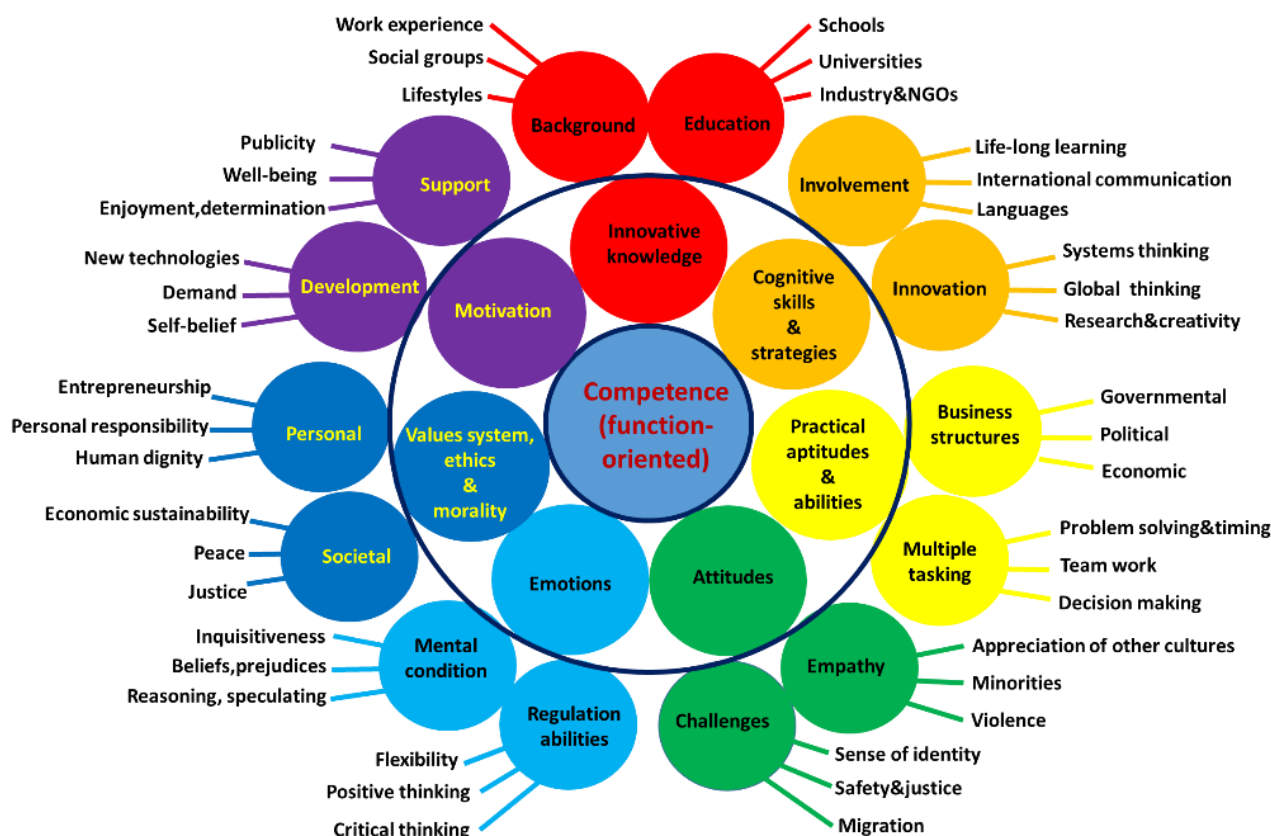 Work experience
Social groups
Lifestyles
Background
Schools
Universities
Industry&NGOs
Education
Publicity
Well-being
Enjoyment,determination
Support
Life-long learning
International communication
Languages
Involvement
New technologies
Demand
Self-belief
Development
Systems thinking
Global thinking
Research&creativity
Innovation
Innovative
knowledge
Motivation
Cognitive
skills
&
strategies
Competence
(function-
oriented)
Entrepreneurship
Personal responsibility
Human dignity
Personal
Values system,
ethics
&
morality
Practical
aptitudes
&
abilities
Business
structures
Governmental
Political
Economic
Economic sustainability
Peace
Justice
Societal
Emotions
Attitudes
Multiple
tasking
Problem solving&timing
Team work
Decision making
Inquisitiveness
Beliefs,prejudices
Reasoning, speculating
Mental
condition
Empathy
Appreciation of other cultures
Minorities
Violence
Regulation
abilities
Flexibility
Positive thinking
Critical thinking
Challenges
Sense of identity
Safety&justice
Migration